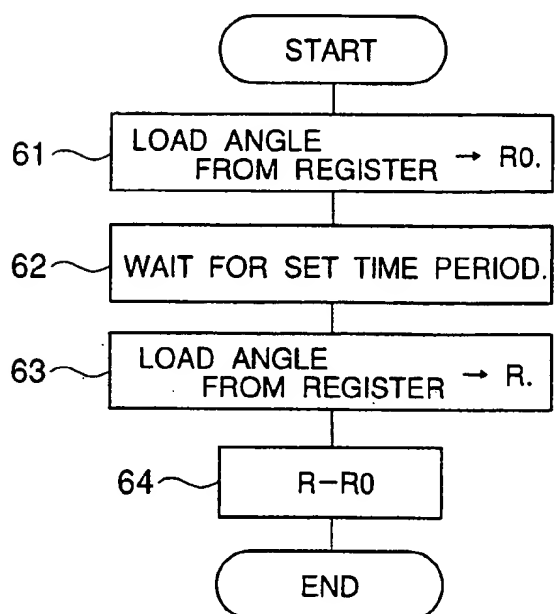 START
61
LOAD ANGLE
FROM REGISTER → R0.
62
WAIT FOR SET TIME PERIOD.
63
LOAD ANGLE
FROM REGISTER → R.
64
R-R0
END